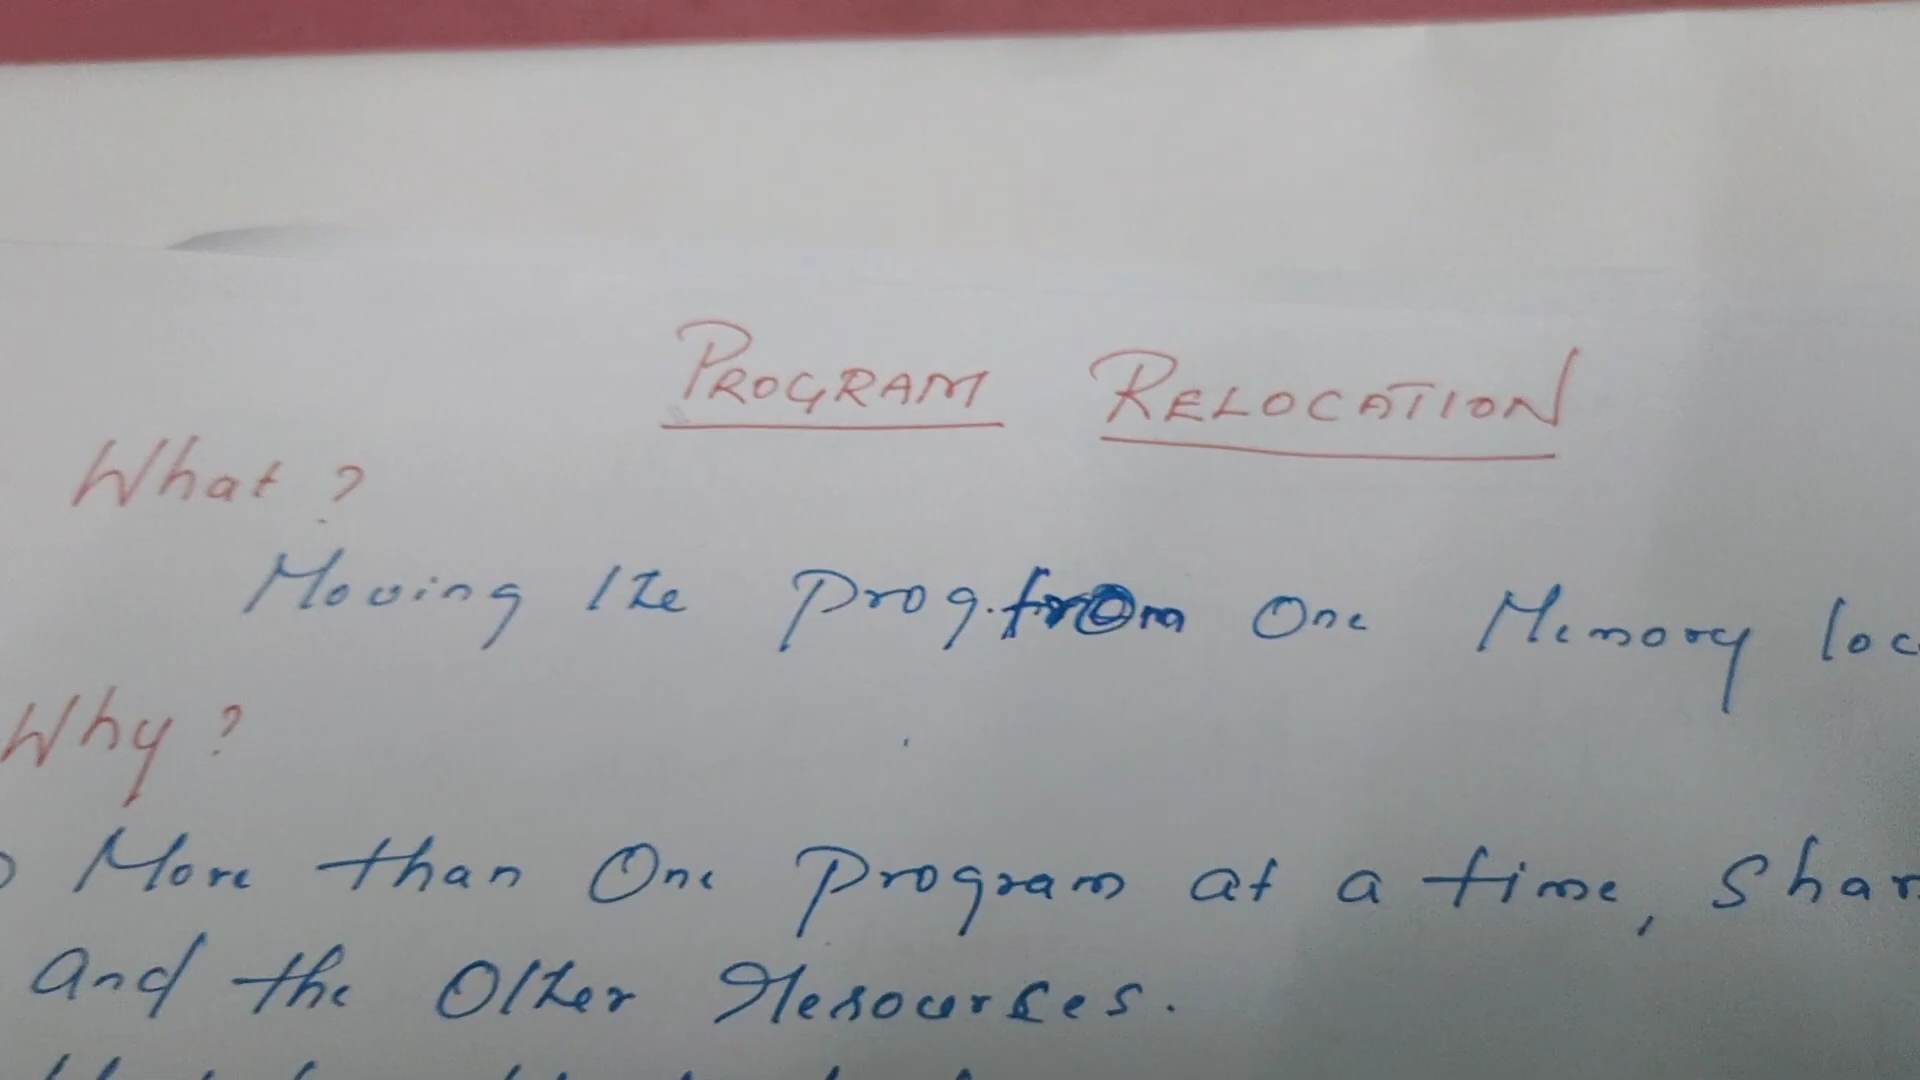 PROGRAM RELOCATION
What?
Moving the prog. from One Memory loc
Why?
More than One Program at a time, Shar
and the Other Resources.